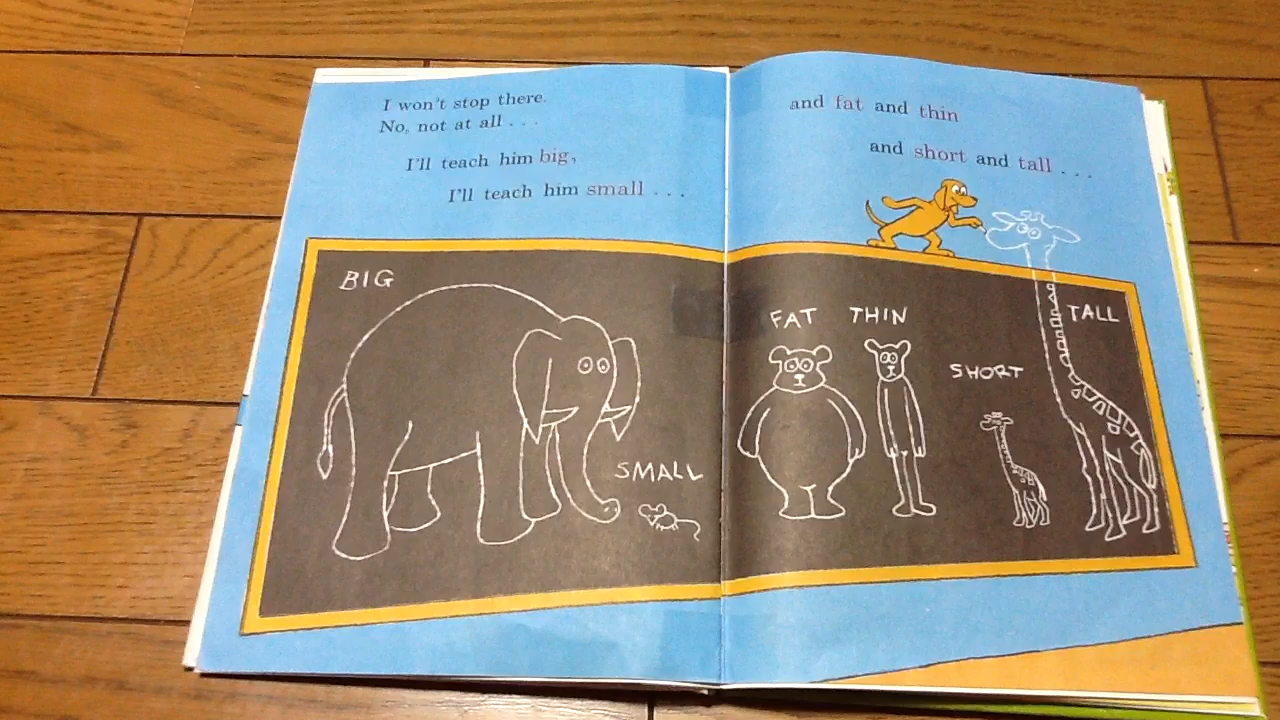 I won't stop there.
No, not at all . . .
I'll teach him big,
I'll teach him small . . .
and fat and thin
and short and tall . . .
BIG
SMALL
FAT THIN
SHORT
TALL